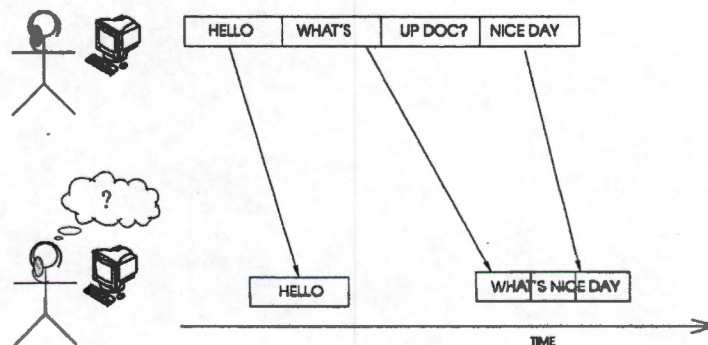 HELLO WHAT'S UP DOC? NICE DAY
?
HELLO
WHAT'S NICE DAY
TIME